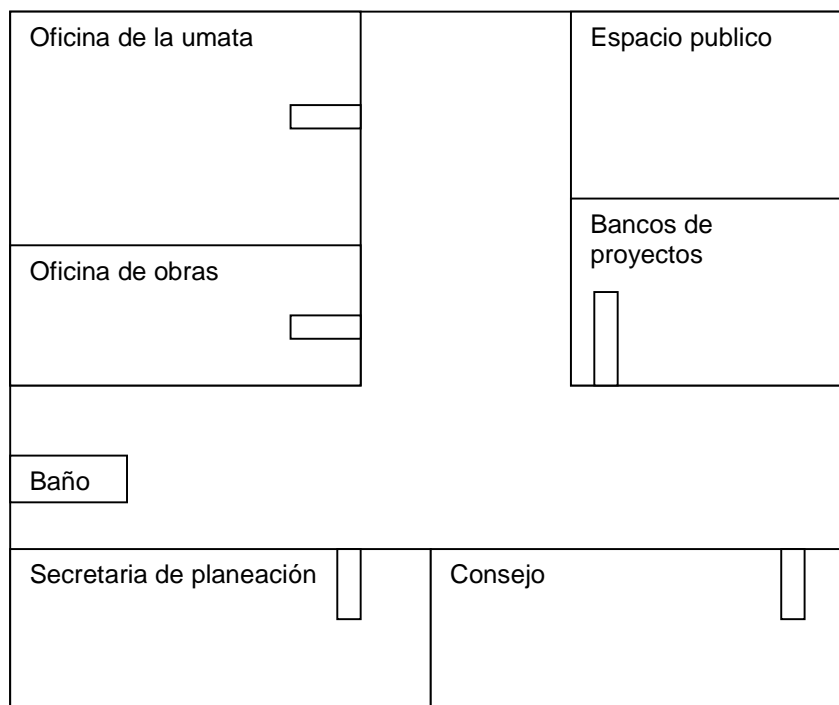 Oficina de la umata
Espacio publico
Bancos de
proyectos
Oficina de obras
Baño
Secretaria de planeación
Consejo